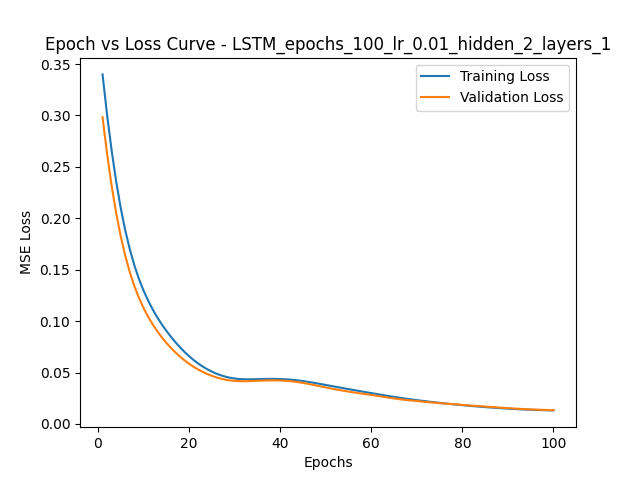 Epoch vs Loss Curve - LSTM_epochs_100_lr_0.01_hidden_2_layers_1
Training Loss
Validation Loss
0.35
0.30
0.25
0.20
0.15
0.10
0.05
0.00
MSE Loss
0 20 40 60 80 100
Epochs